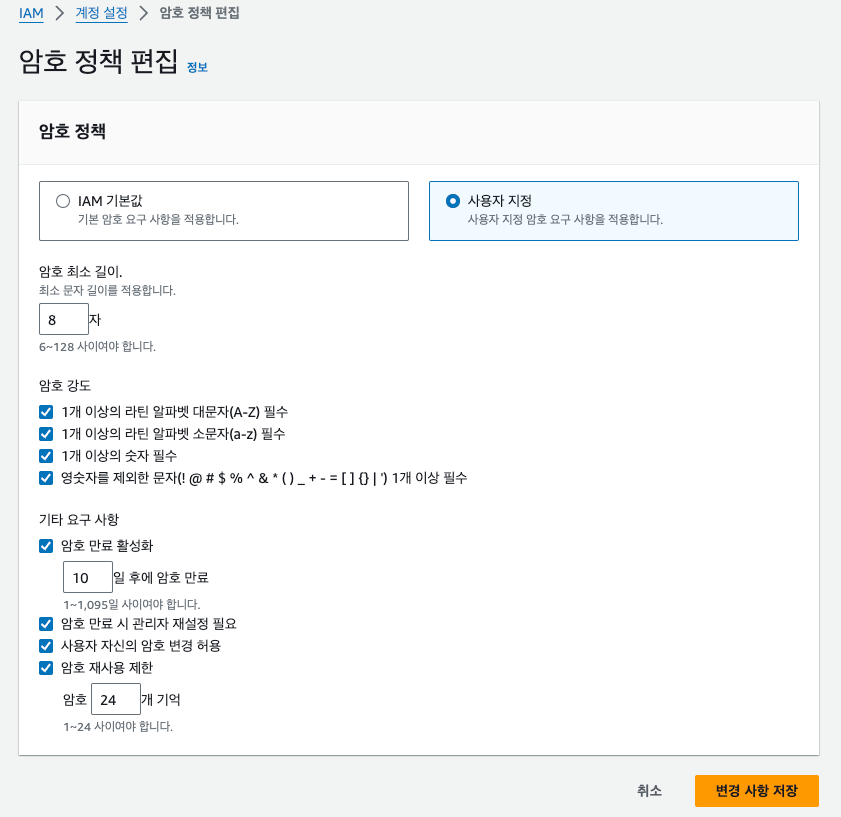 IAM > 계정 설정 > 암호 정책 편집
암호 정책 편집 정보
암호 정책
IAM 기본값
기본 암호 요구 사항을 적용합니다.
사용자 지정
사용자 지정 암호 요구 사항을 적용합니다.
암호 최소 길이.
최소 문자 길이를 적용합니다.
8 자
6~128 사이여야 합니다.
암호 강도
1개 이상의 라틴 알파벳 대문자(A-Z) 필수
1개 이상의 라틴 알파벳 소문자(a-z) 필수
1개 이상의 숫자 필수
영숫자를 제외한 문자(! @ # $ % ^ & * ( ) _ + - = [ ] {} | ') 1개 이상 필수
기타 요구 사항
암호 만료 활성화
10 일 후에 암호 만료
1~1,095일 사이여야 합니다.
암호 만료 시 관리자 재설정 필요
사용자 자신의 암호 변경 허용
암호 재사용 제한
암호 24 개 기억
1~24 사이여야 합니다.
취소 변경 사항 저장